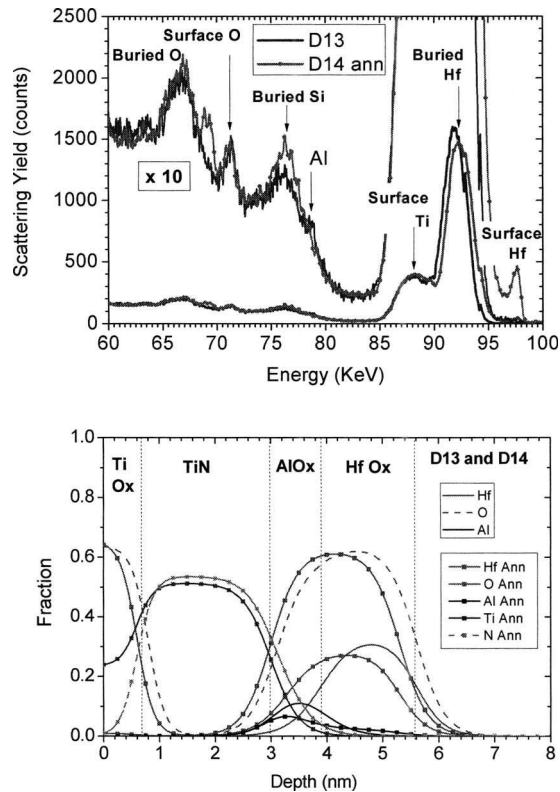 Scattering Yield (counts)
2500
2000
1500
1000
500
0
Buried O
Surface O
D13
D14 ann
Buried Si
Al
Buried
Hf
x 10
Surface
Ti
Surface
Hf
60 65 70 75 80 85 90 95 100
Energy (KeV)
Fraction
1.0
0.8
0.6
0.4
0.2
0.0
Ti
Ox
TiN
AlOx
Hf Ox
D13 and D14
Hf
O
Al
Hf Ann
O Ann
Al Ann
Ti Ann
N Ann
0 1 2 3 4 5 6 7 8
Depth (nm)